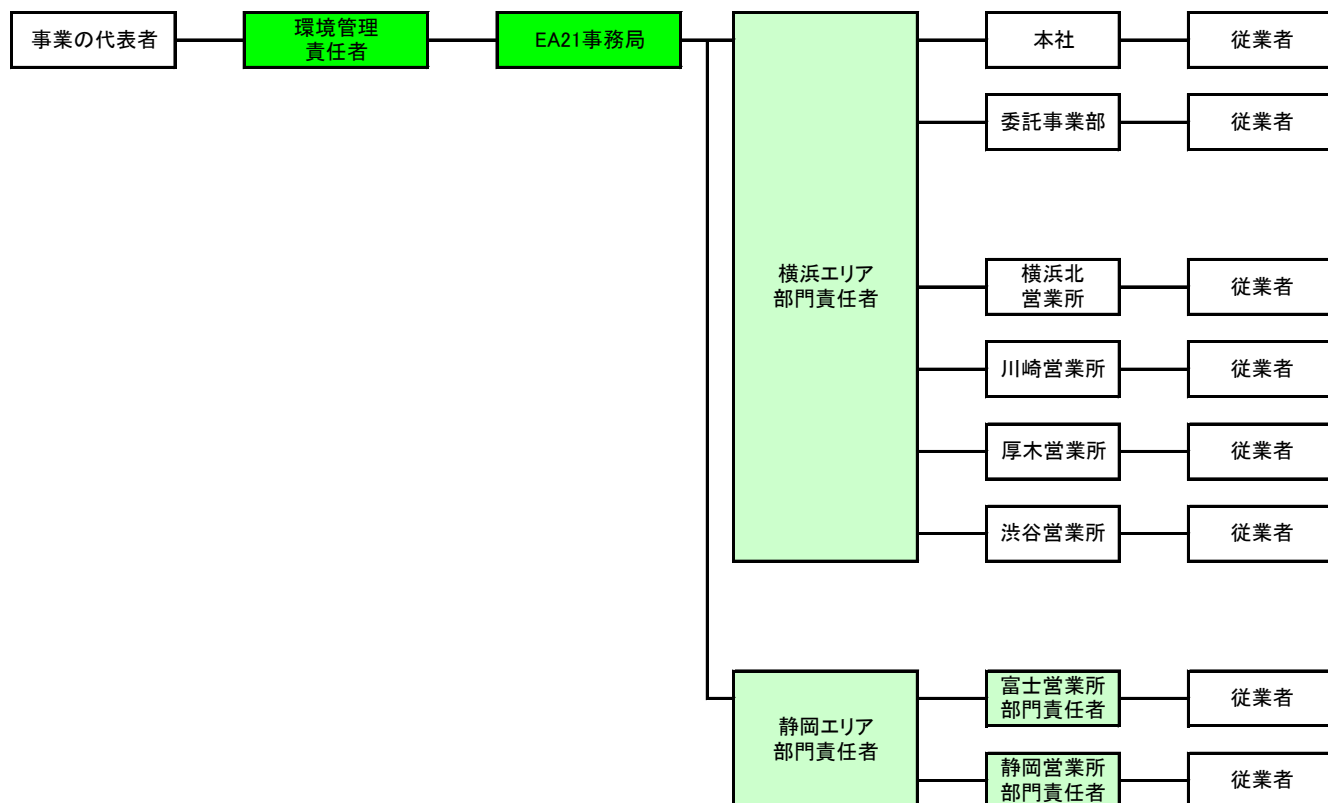 事業の代表者
環境管理
責任者
EA21事務局
横浜エリア
部門責任者
本社
従業者
委託事業部
従業者
横浜北
営業所
従業者
川崎営業所
従業者
厚木営業所
従業者
渋谷営業所
従業者
静岡エリア
部門責任者
富士営業所
部門責任者
従業者
静岡営業所
部門責任者
従業者